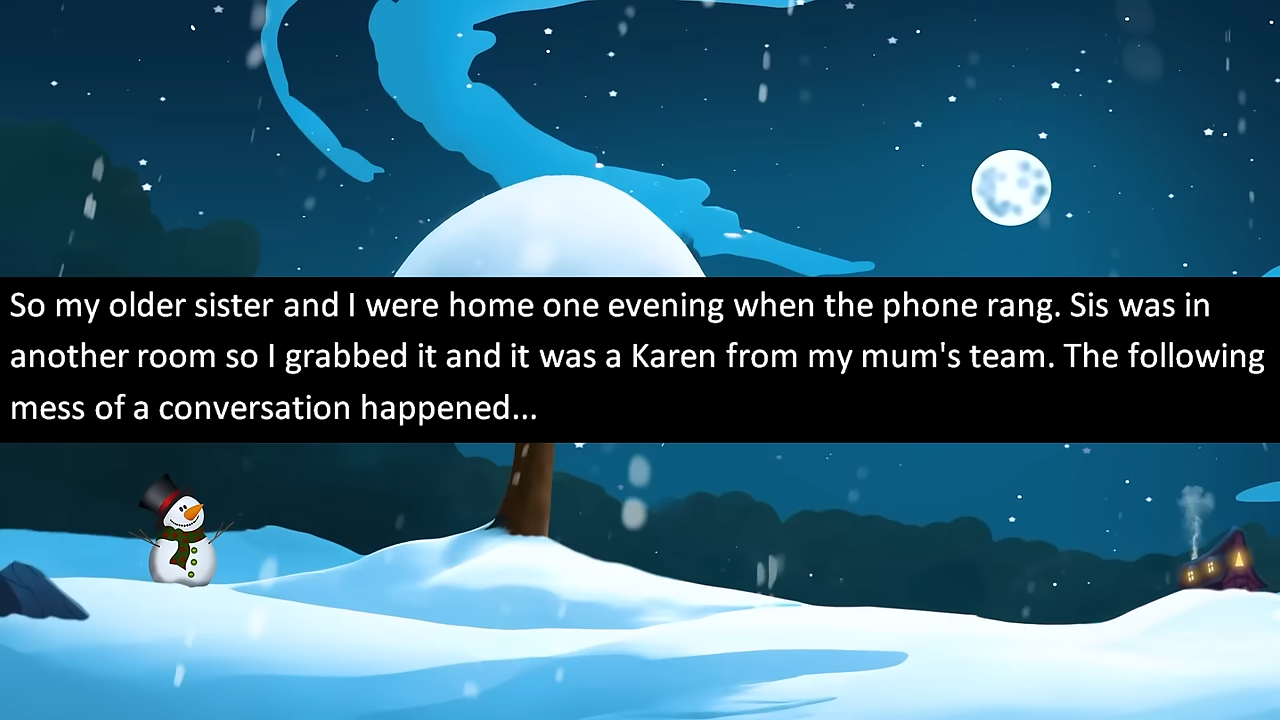 So my older sister and I were home one evening when the phone rang. Sis was in
another room so I grabbed it and it was a Karen from my mum's team. The following
mess of a conversation happened...